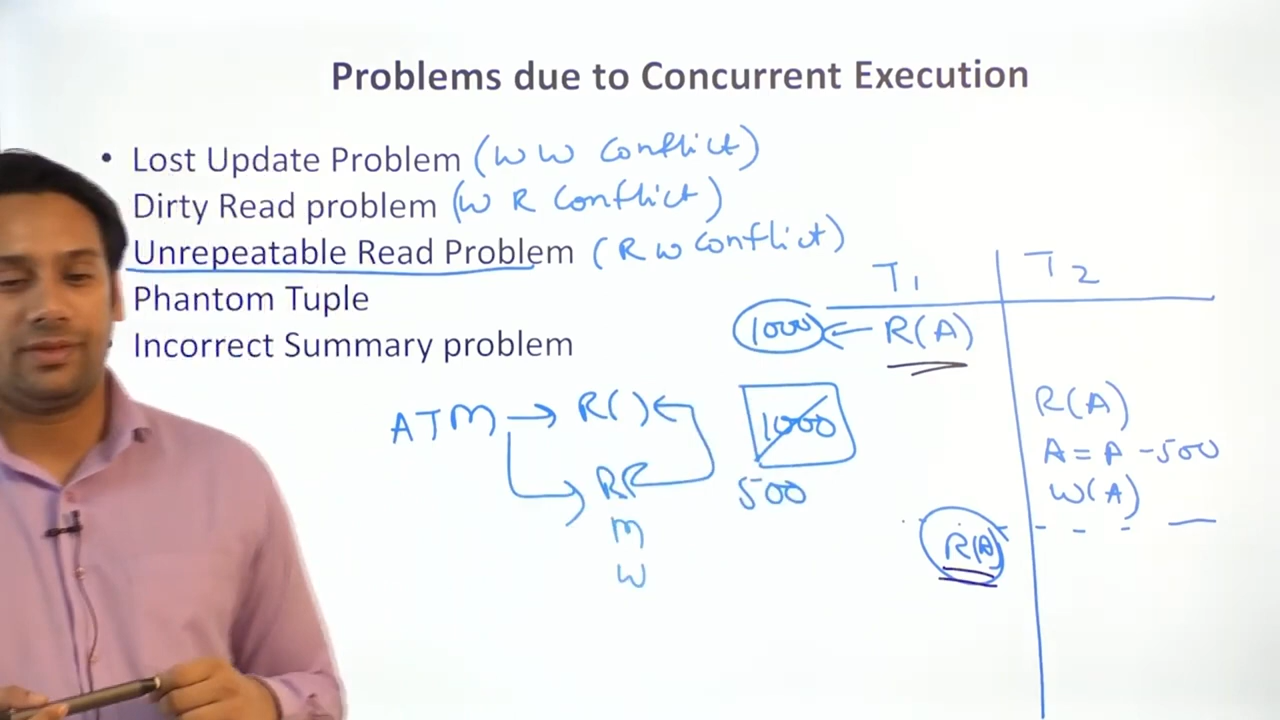 Problems due to Concurrent Execution
• Lost Update Problem (WW Conflict)
Dirty Read problem (W R Conflict)
Unrepeatable Read Problem (R W Conflict)
Phantom Tuple
Incorrect Summary problem
T1 T2
1000 ← R(A)
R(A)
A = A - 500
W(A)
R(A)
ATM → R()
R
M
W
1000
500